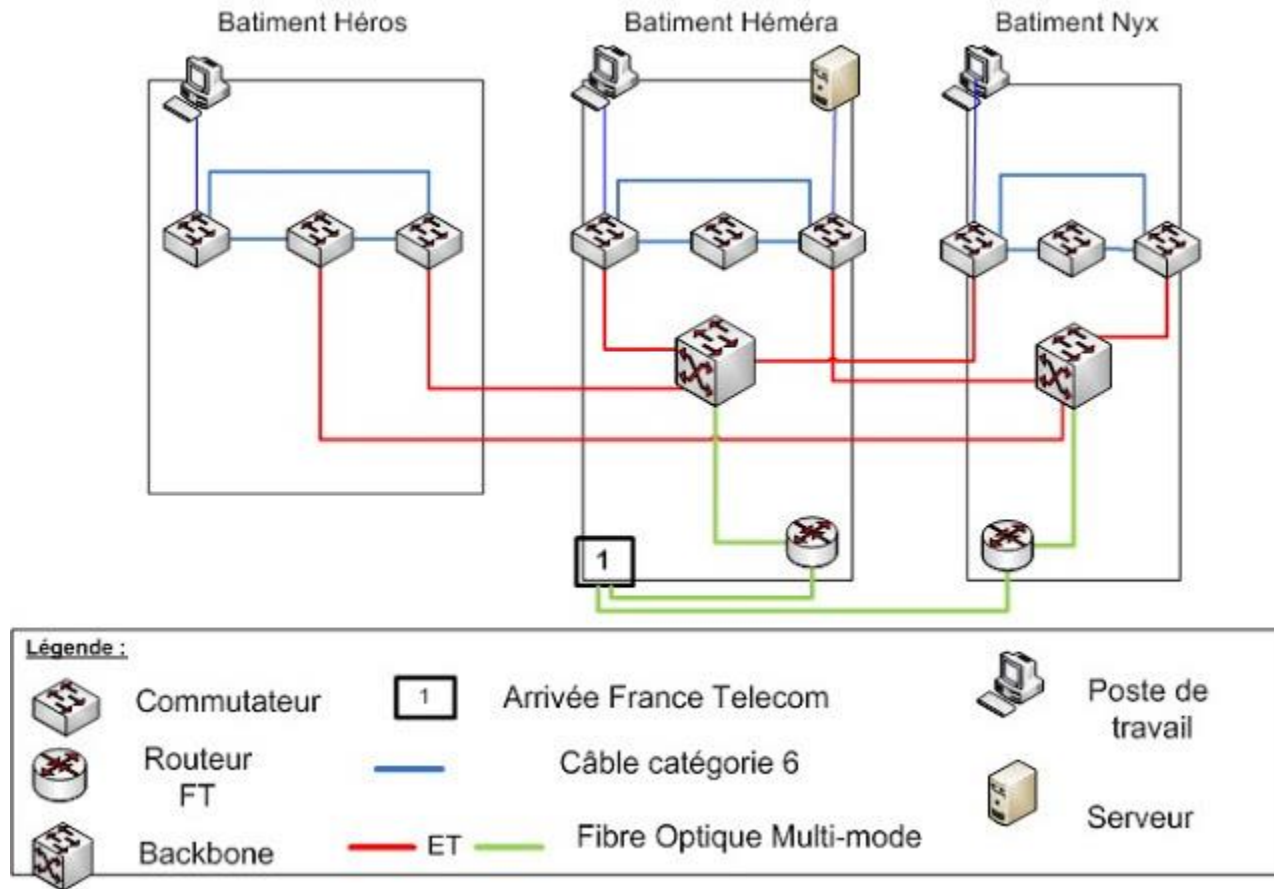 Batiment Héros
Batiment Héméra
Batiment Nyx
1
Légende :
Commutateur
1
Arrivée France Telecom
Poste de
travail
Routeur
FT
Câble catégorie 6
Serveur
Backbone
ET
Fibre Optique Multi-mode